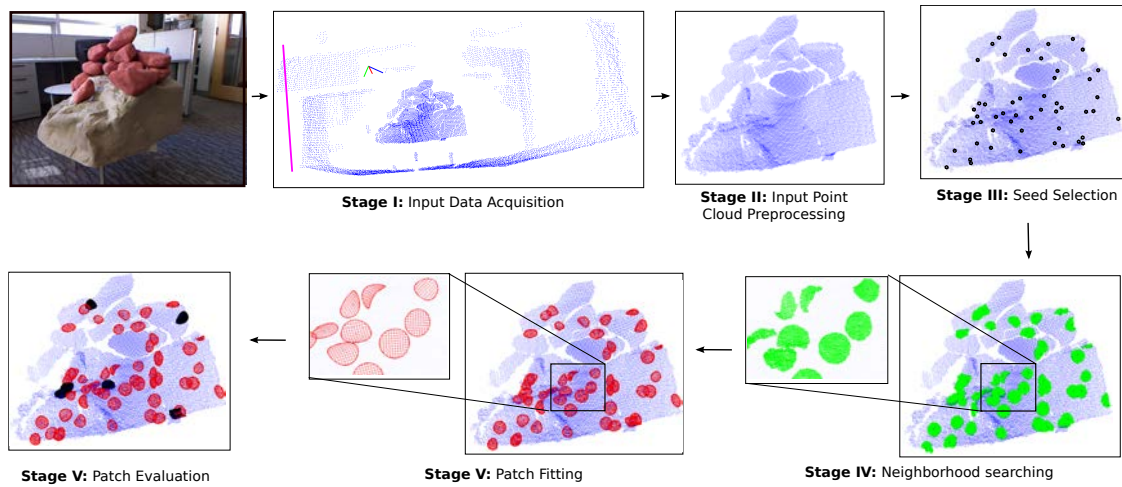 Stage I: Input Data Acquisition
Stage II: Input Point
Cloud Preprocessing
Stage III: Seed Selection
Stage V: Patch Evaluation
Stage V: Patch Fitting
Stage IV: Neighborhood searching